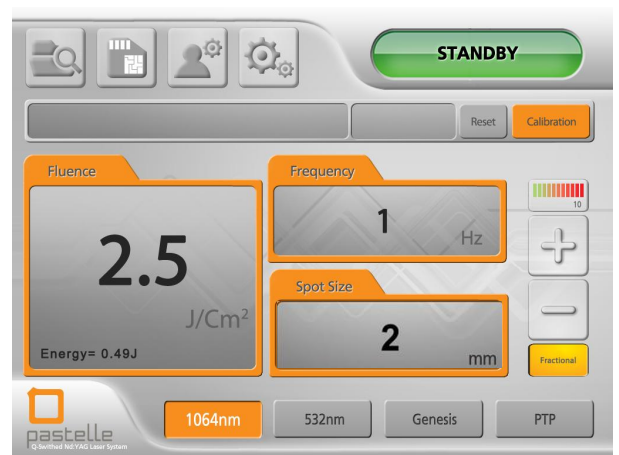 STANDBY
Reset
Calibration
Fluence
2.5
J/Cm²
Energy= 0.49J
Frequency
1
Hz
Spot Size
2
mm
10
Fractional
pastelle
Q-Swithed Nd:YAG Laser System
1064nm
532nm
Genesis
PTP